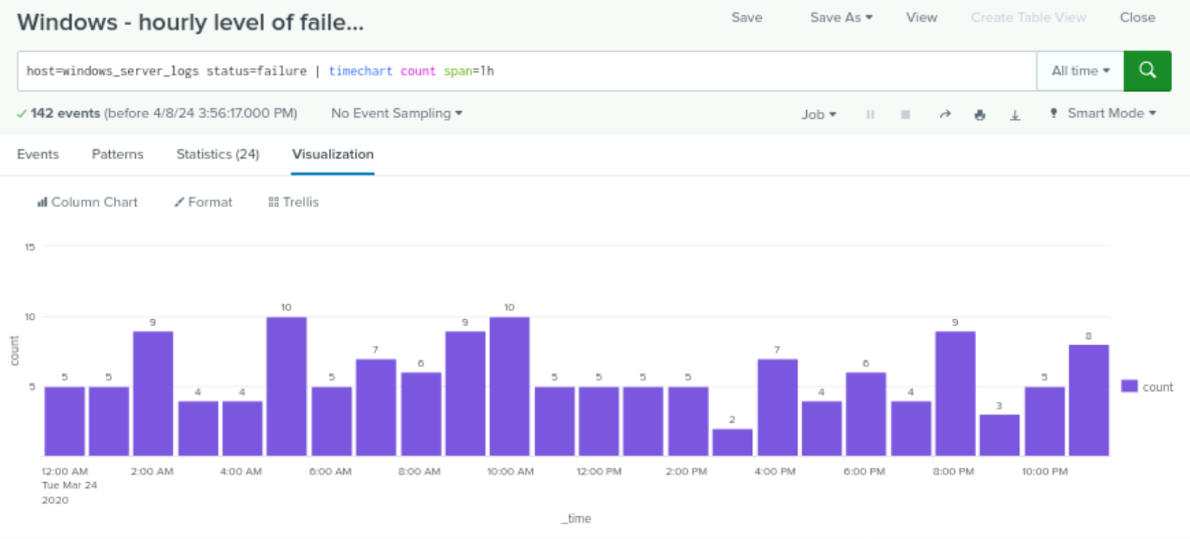 Windows - hourly level of faile...
Save Save As View Create Table View Close
host=windows_server_logs status=failure | timechart count span=1h
All time
142 events (before 4/8/24 3:56:17.000 PM) No Event Sampling Job Smart Mode
Events Patterns Statistics (24) Visualization
Column Chart Format Trellis
15
10
5
count
5 5 9 4 4 10 5 7 6 9 10 5 5 5 5 2 7 4 6 4 9 3 5 8
count
12:00 AM 2:00 AM 4:00 AM 6:00 AM 8:00 AM 10:00 AM 12:00 PM 2:00 PM 4:00 PM 6:00 PM 8:00 PM 10:00 PM
Tue Mar 24
2020
_time